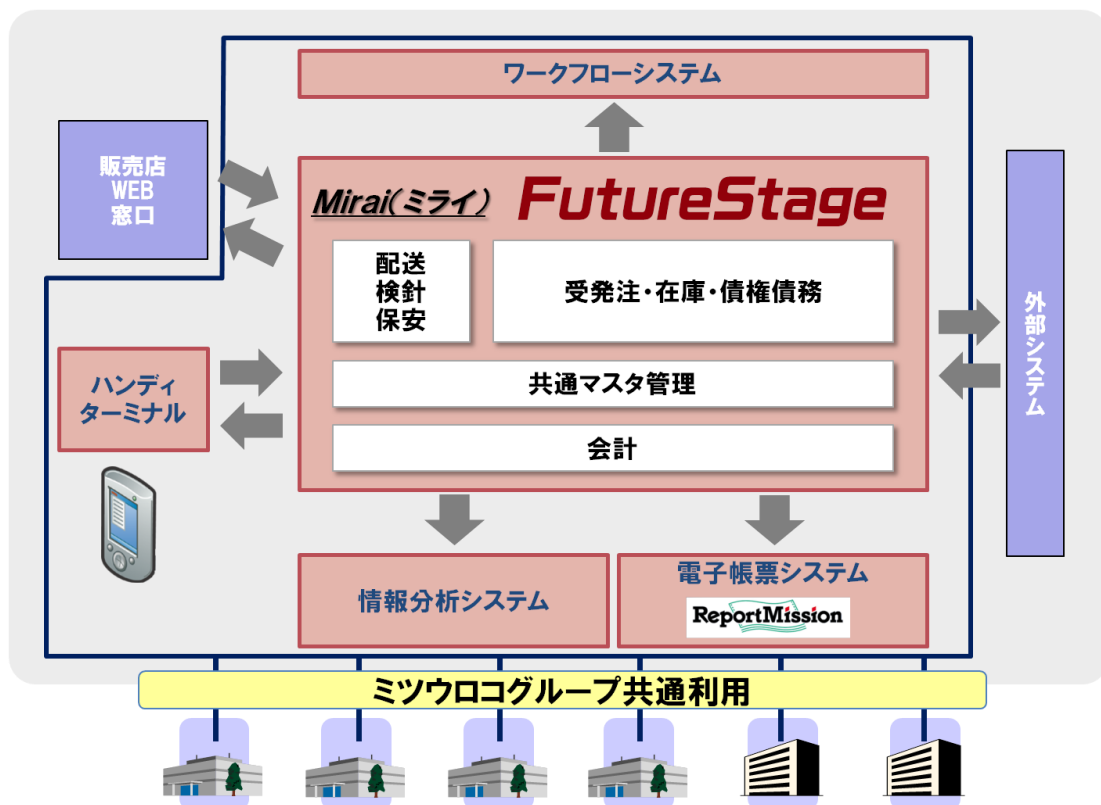 ワークフローシステム
販売店
WEB
窓口
Mirai(ミライ)
FutureStage
配送
検針
保安
受発注・在庫・債権債務
外部システム
ハンディ
ターミナル
共通マスタ管理
会計
情報分析システム
電子帳票システム
ReportMission
ミツウロコグループ共通利用